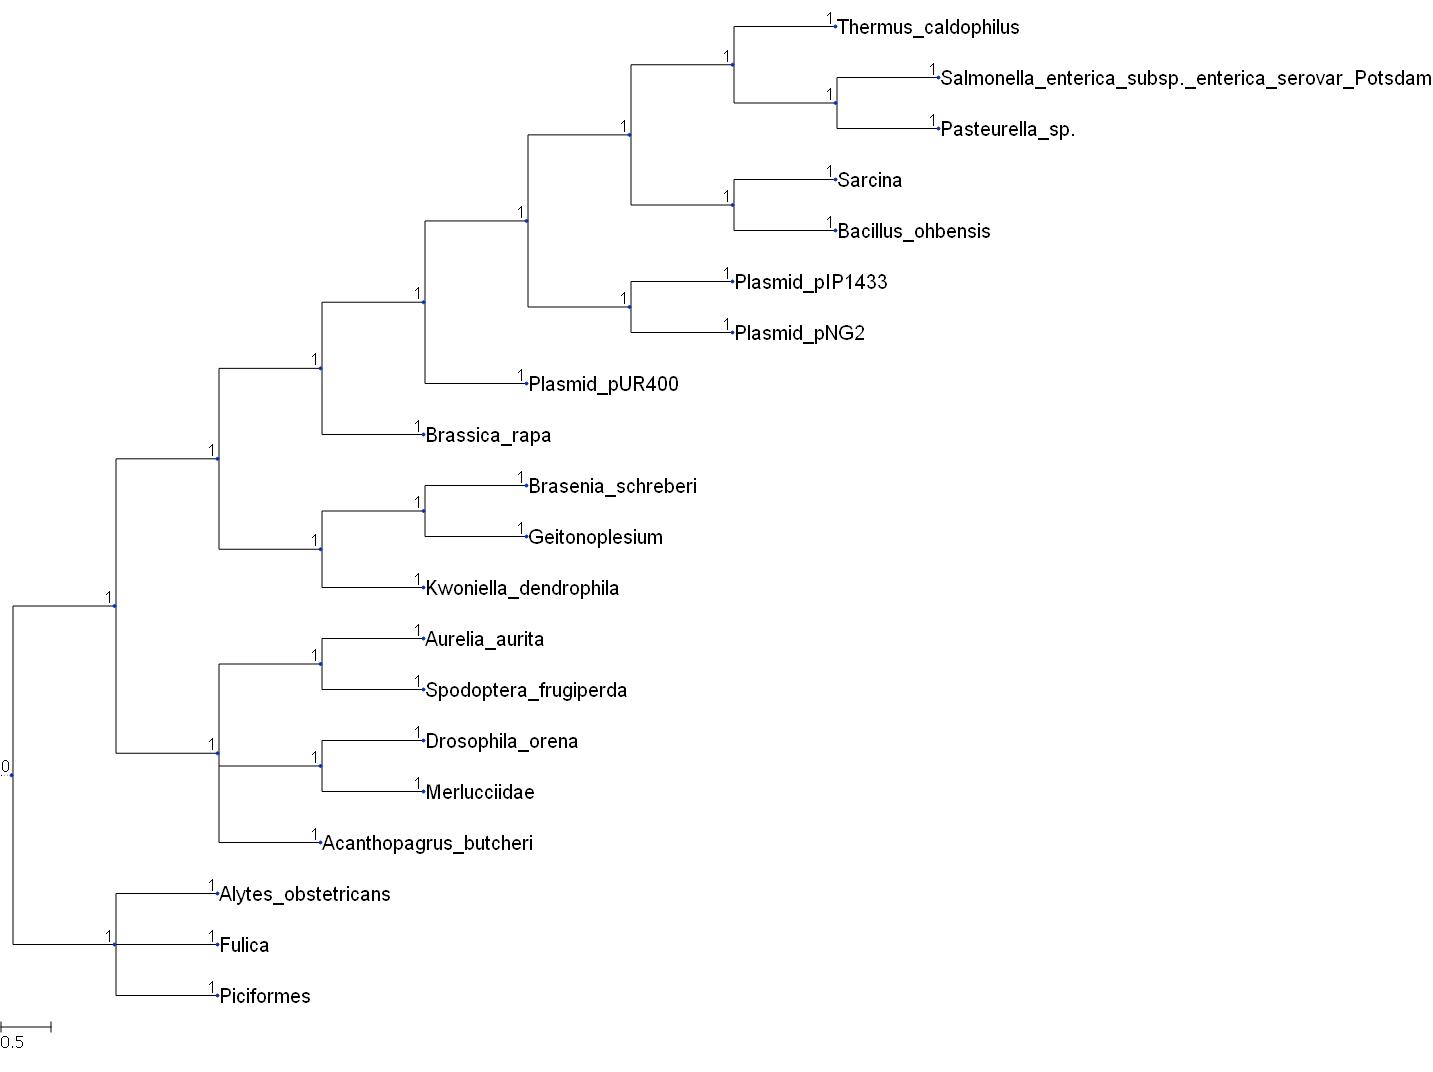 1 Thermus_caldophilus
1
1 Salmonella_enterica_subsp._enterica_serovar_Potsdam
1
1 Pasteurella_sp.
1
1 Sarcina
1
1 Bacillus_ohbensis
1
1 Plasmid_pIP1433
1
1 Plasmid_pNG2
1
1 Plasmid_pUR400
1
1 Brassica_rapa
1
1 Brasenia_schreberi
1
1 Geitonoplesium
1
1 Kwoniella_dendrophila
1
1 Aurelia_aurita
1
1 Spodoptera_frugiperda
1 Drosophila_orena
1
1
0
1 Merlucciidae
1 Acanthopagrus_butcheri
1 Alytes_obstetricans
1
1 Fulica
1 Piciformes
0.5